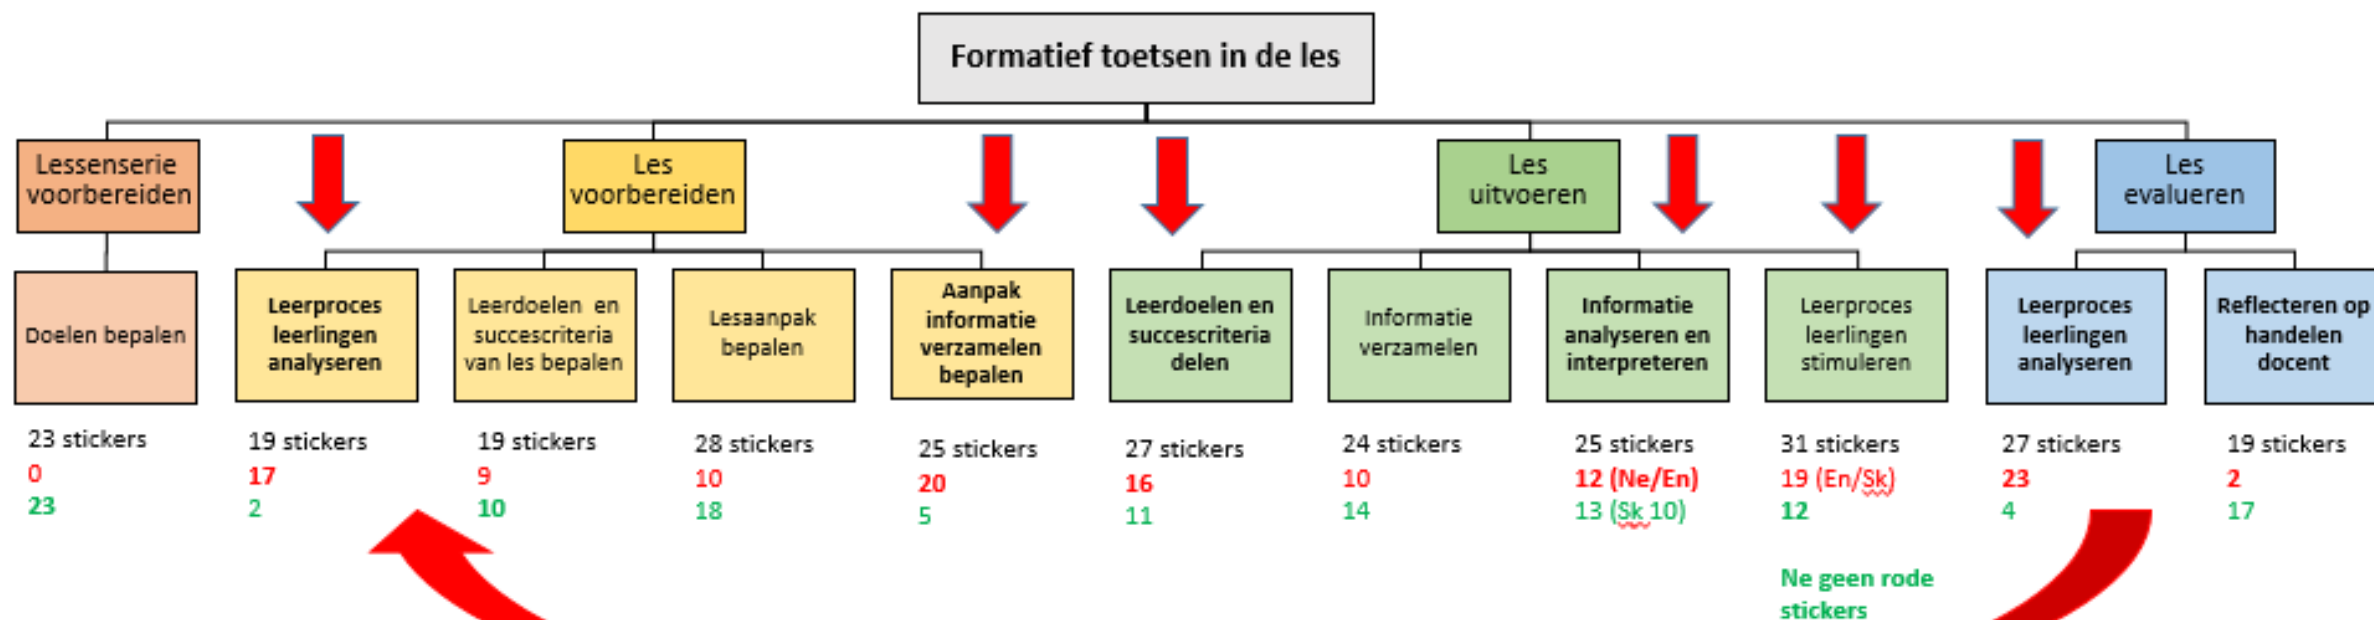 Formatief toetsen in de les
Lessenserie
voorbereiden
Les
voorbereiden
Les
uitvoeren
Les
evalueren
Doelen bepalen
Leerproces
leerlingen
analyseren
Leerdoelen en
succescriteria
van les bepalen
Lesaanpak
bepalen
Aanpak
informatie
verzamelen
bepalen
Leerdoelen en
succescriteria
delen
Informatie
verzamelen
Informatie
analyseren en
interpreteren
Leerproces
leerlingen
stimuleren
Leerproces
leerlingen
analyseren
Reflecteren op
handelen
docent
23 stickers
0
23
19 stickers
17
2
19 stickers
9
10
28 stickers
10
18
25 stickers
20
5
27 stickers
16
11
24 stickers
10
14
25 stickers
12 (Ne/En)
13 (Sk 10)
31 stickers
19 (En/Sk)
12
Ne geen rode
stickers
27 stickers
23
4
19 stickers
2
17